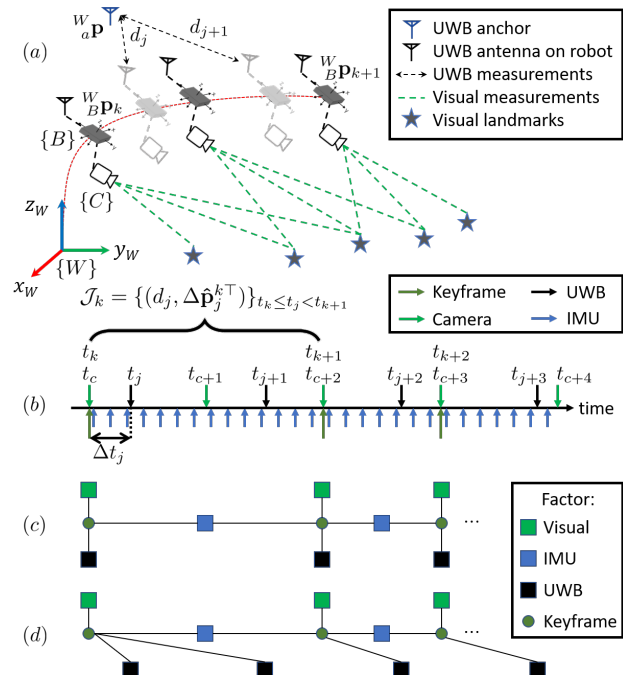 (a)
^W_a p
d_j
d_{j+1}
^W_B p_k
^W_B p_{k+1}
{B}
{C}
z_W
y_W
x_W
{W}
UWB anchor
UWB antenna on robot
UWB measurements
Visual measurements
Visual landmarks
𝒥_k = {(d_j, Δp̂_j^{k⊤})}_{t_k≤t_j<t_{k+1}}
Keyframe
UWB
Camera
IMU
t_k
t_{k+1}
t_{k+2}
t_c
t_j
t_{c+1}
t_{j+1}
t_{c+2}
t_{j+2}
t_{c+3}
t_{j+3}
t_{c+4}
(b)
time
Δt_j
(c)
...
(d)
...
Factor:
Visual
IMU
UWB
Keyframe